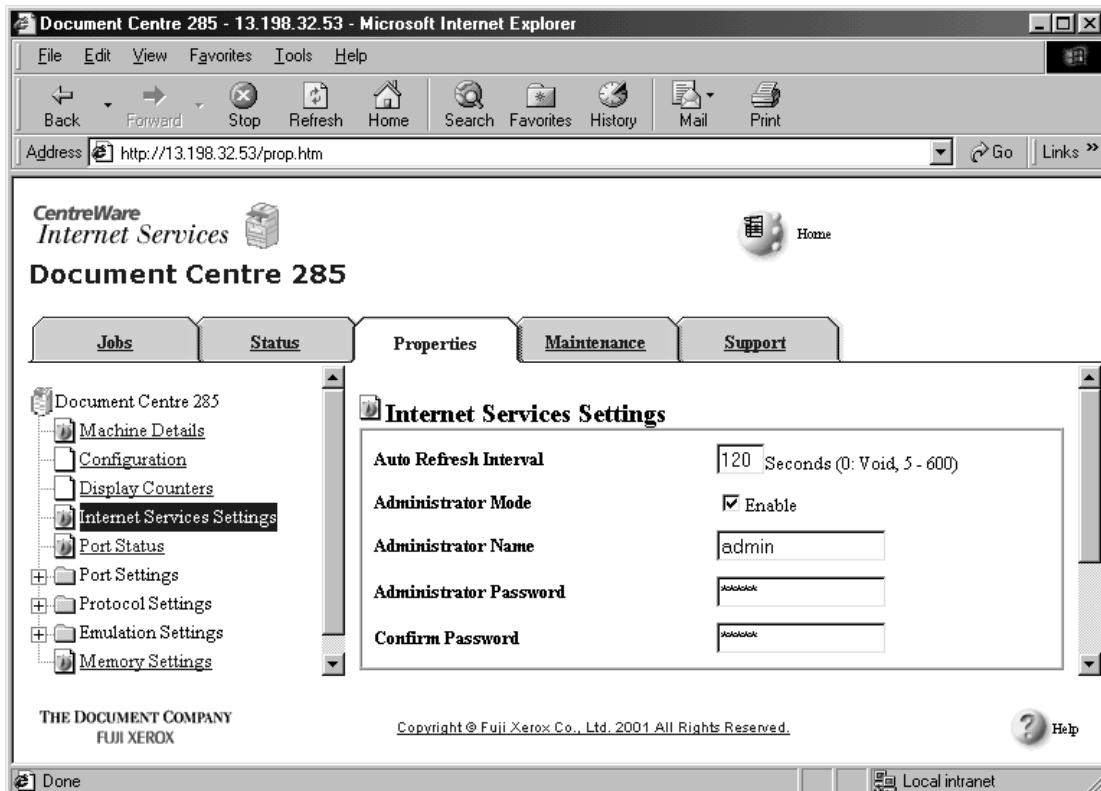 Document Centre 285 - 13.198.32.53 - Microsoft Internet Explorer
File Edit View Favorites Tools Help
Back Forward Stop Refresh Home Search Favorites History Mail Print
Address http://13.198.32.53/prop.htm Go Links »
CentreWare
Internet Services
Home
Document Centre 285
Jobs Status Properties Maintenance Support
Document Centre 285
Machine Details
Configuration
Display Counters
Internet Services Settings
Port Status
Port Settings
Protocol Settings
Emulation Settings
Memory Settings
Internet Services Settings
Auto Refresh Interval 120 Seconds (0: Void, 5 - 600)
Administrator Mode Enable
Administrator Name admin
Administrator Password *****
Confirm Password *****
THE DOCUMENT COMPANY
FUJI XEROX
Copyright © Fuji Xerox Co., Ltd. 2001 All Rights Reserved.
Help
Done Local intranet